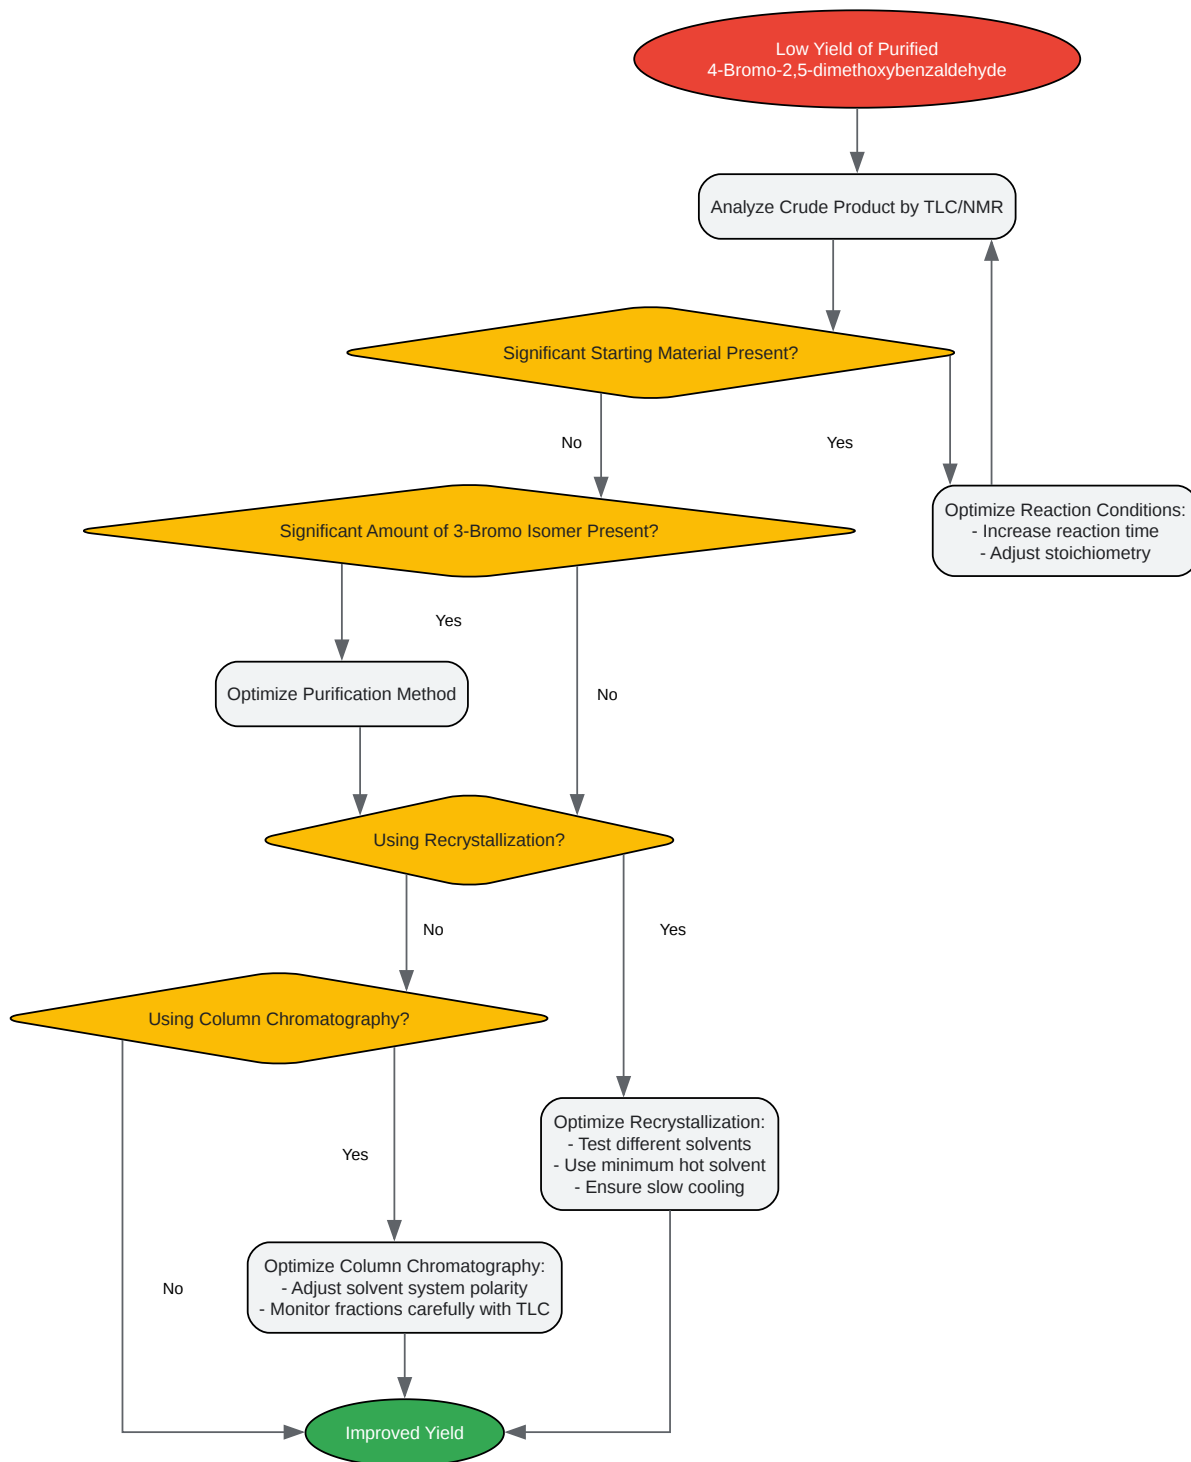 Low Yield of Purified
4-Bromo-2,5-dimethoxybenzaldehyde
Analyze Crude Product by TLC/NMR
Significant Starting Material Present?
No
Yes
Optimize Reaction Conditions:
- Increase reaction time
- Adjust stoichiometry
Significant Amount of 3-Bromo Isomer Present?
Yes
No
Optimize Purification Method
Using Recrystallization?
No
Yes
Using Column Chromatography?
Optimize Recrystallization:
- Test different solvents
- Use minimum hot solvent
- Ensure slow cooling
Yes
No
Optimize Column Chromatography:
- Adjust solvent system polarity
- Monitor fractions carefully with TLC
Improved Yield